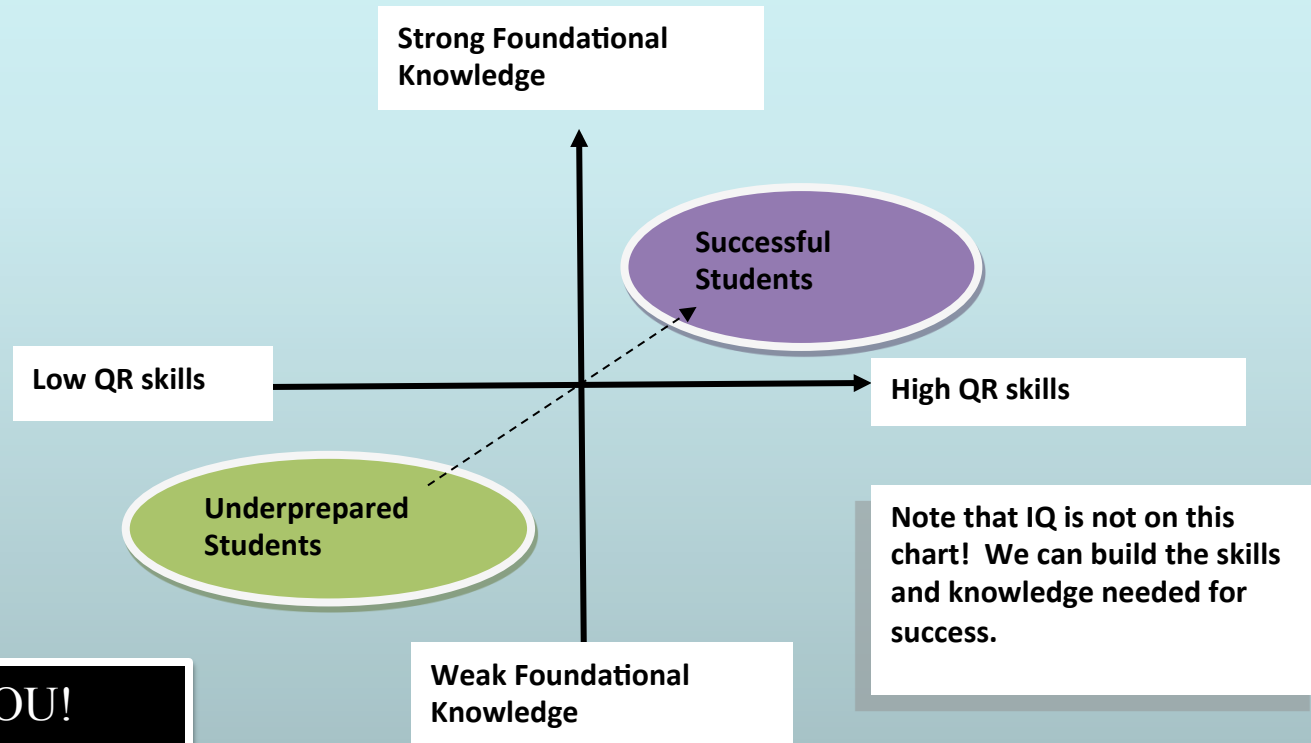 Strong Foundational
Knowledge
Successful
Students
Low QR skills
High QR skills
Underprepared
Students
Note that IQ is not on this
chart! We can build the skills
and knowledge needed for
success.
Weak Foundational
Knowledge
OU!